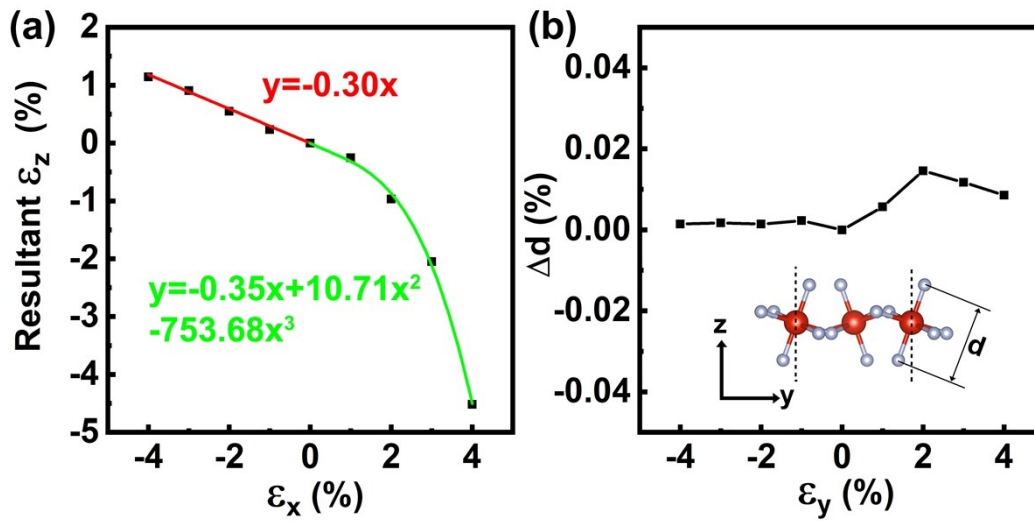 (a)
2
1
0
-1
-2
-3
-4
-5
Resultant εz (%)
y=-0.30x
y=-0.35x+10.71x²
-753.68x³
-4
-2
0
2
4
εx (%)
(b)
0.04
0.02
0.00
-0.02
-0.04
Δd (%)
z
y
d
-4
-2
0
2
4
εy (%)